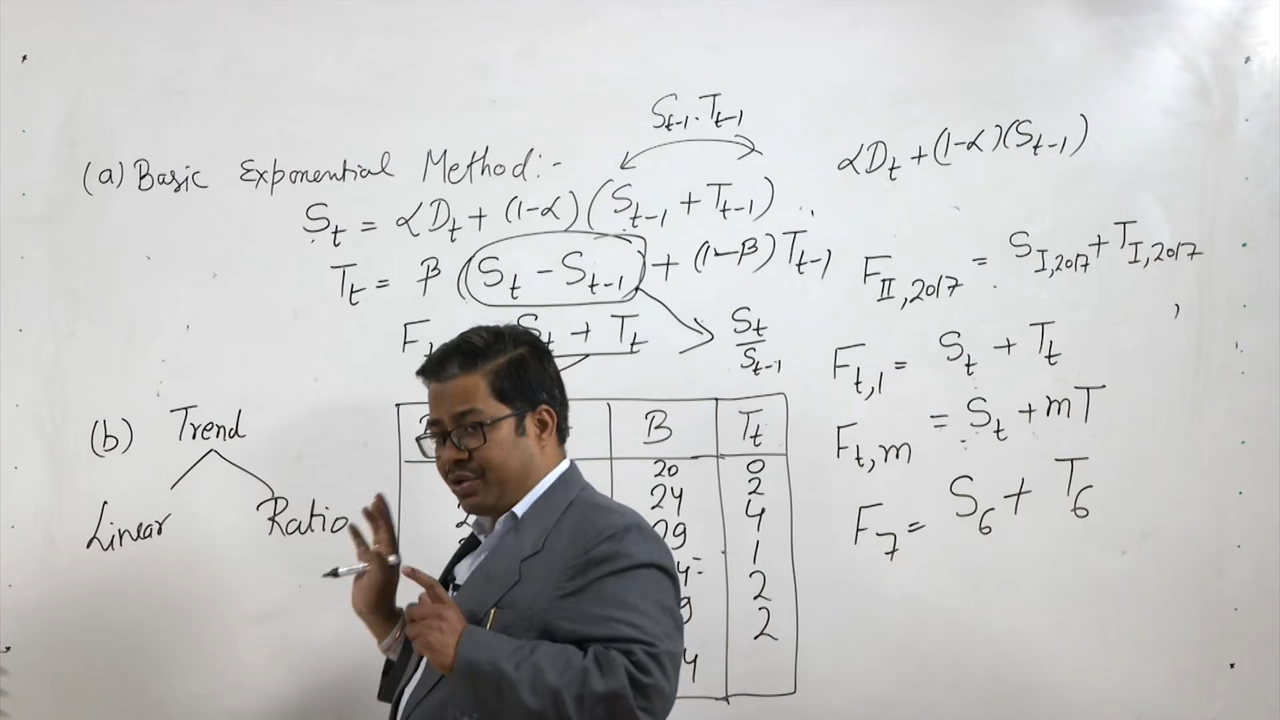 S_{t-1} · T_{t-1}
(a) Basic Exponential Method:-
αD_t + (1-α)(S_{t-1})
S_t = αD_t + (1-α)(S_{t-1} + T_{t-1})
T_t = β(S_t - S_{t-1}) + (1-β)T_{t-1}
F_{II,2017} = S_{I,2017} + T_{I,2017}
F S_t + T_t
S_t / S_{t-1}
F_{t,1} = S_t + T_t
(b) Trend
Linear Ratio
B T_t
20 0
24 2
29 4
1
2
2
F_{t,m} = S_t + mT
F_7 = S_6 + T_6